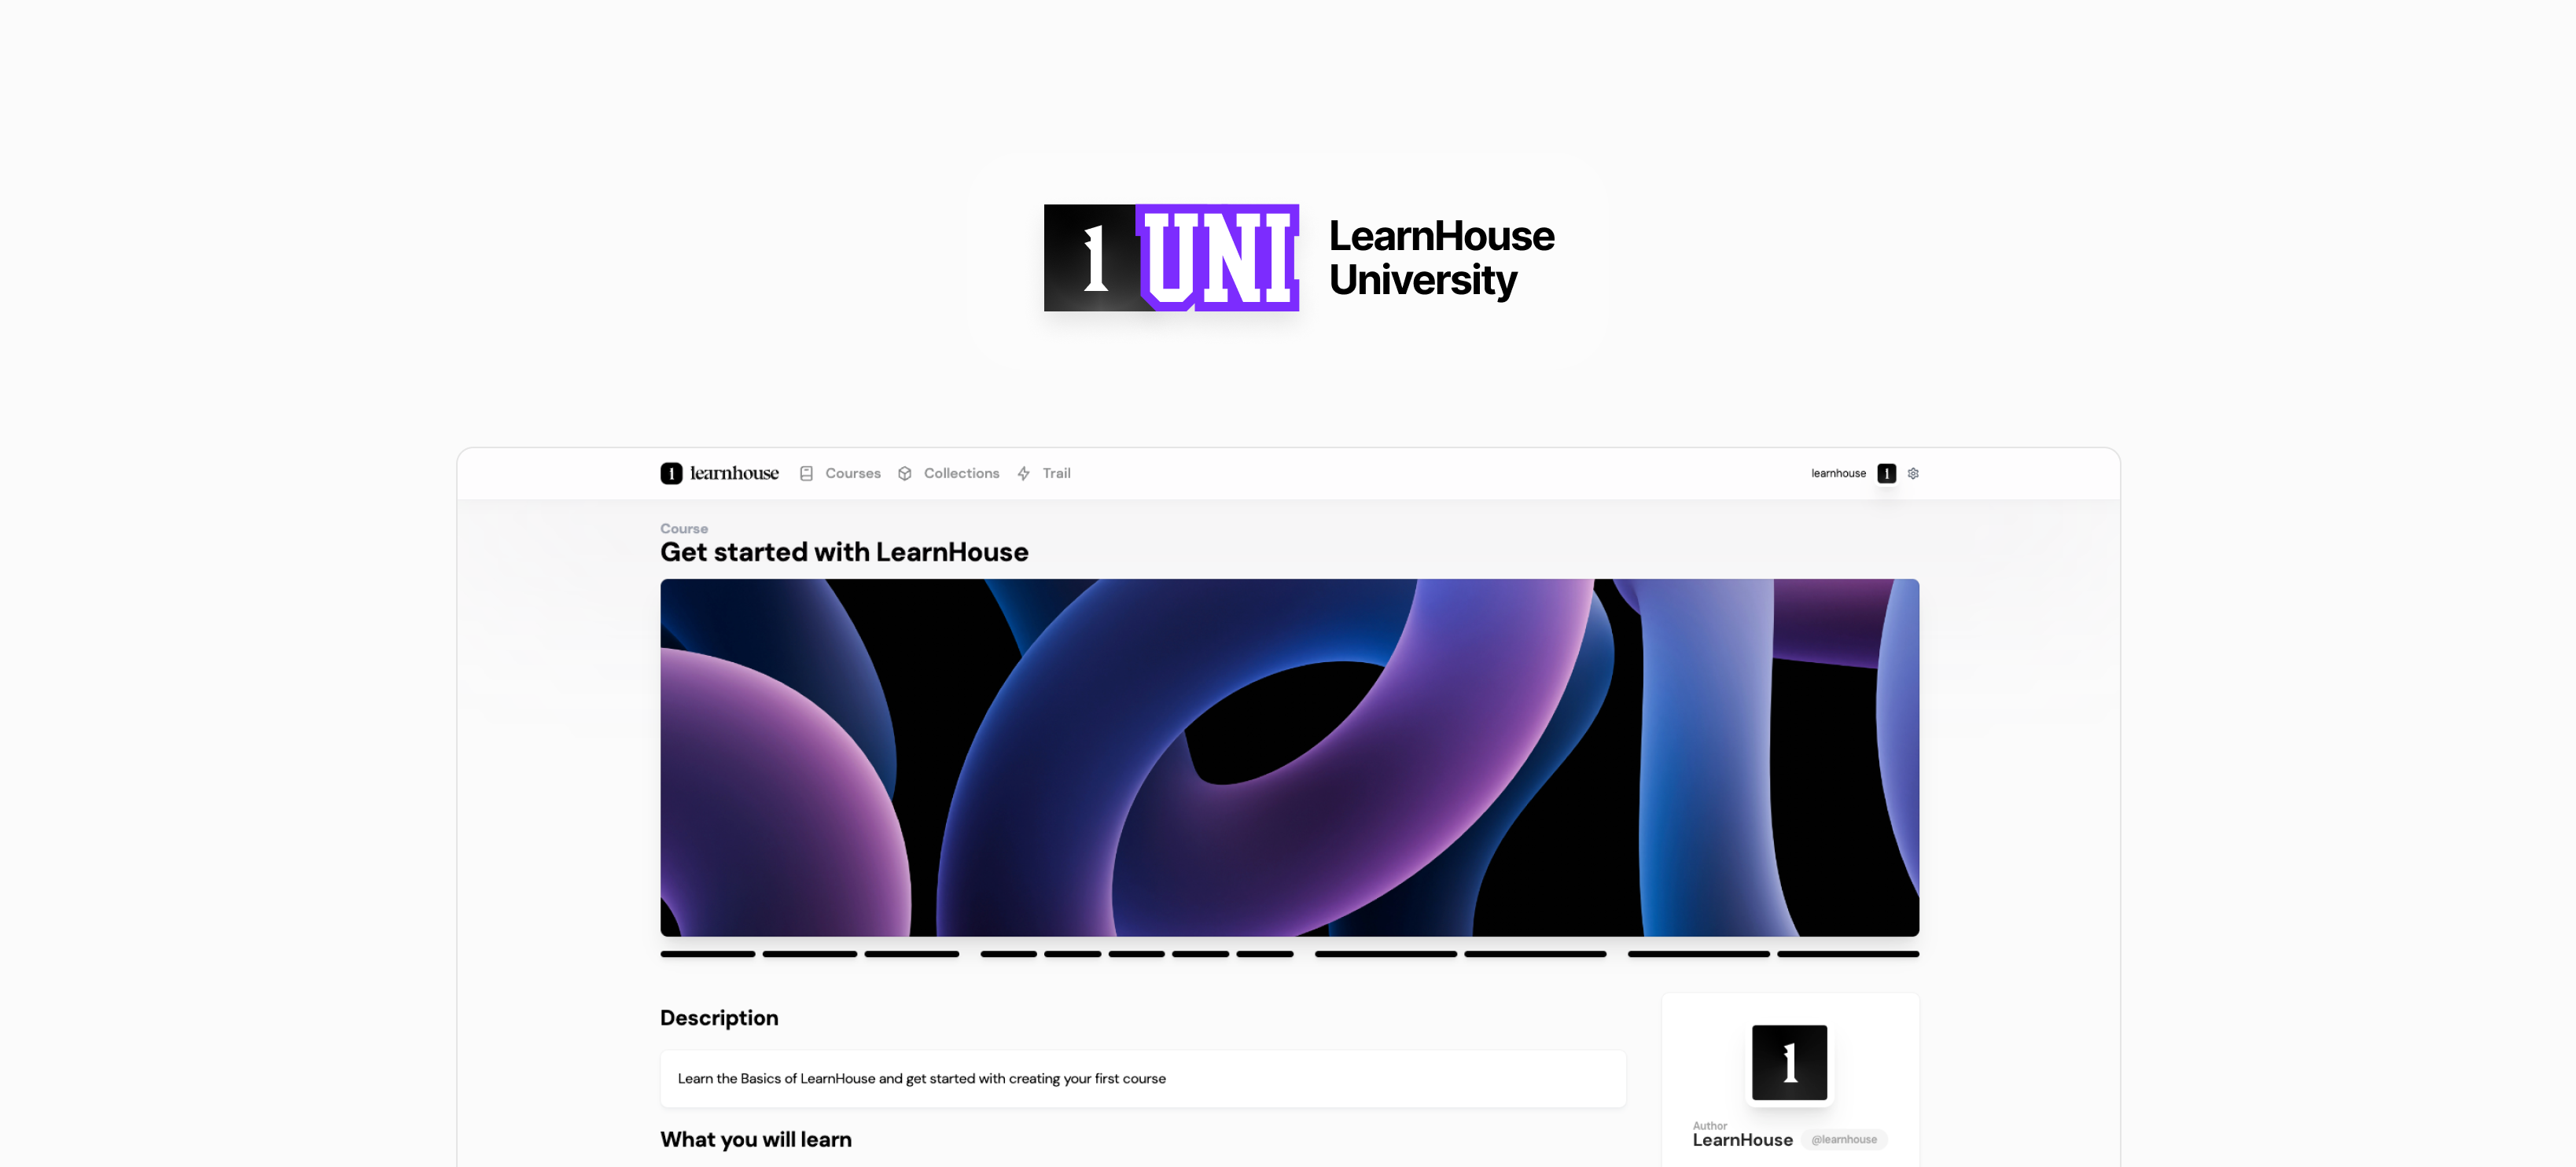 UNI
LearnHouse
University
learnhouse Courses Collections Trail learnhouse
Course
Get started with LearnHouse
Description
Learn the Basics of LearnHouse and get started with creating your first course
What you will learn
Author
LearnHouse @learnhouse